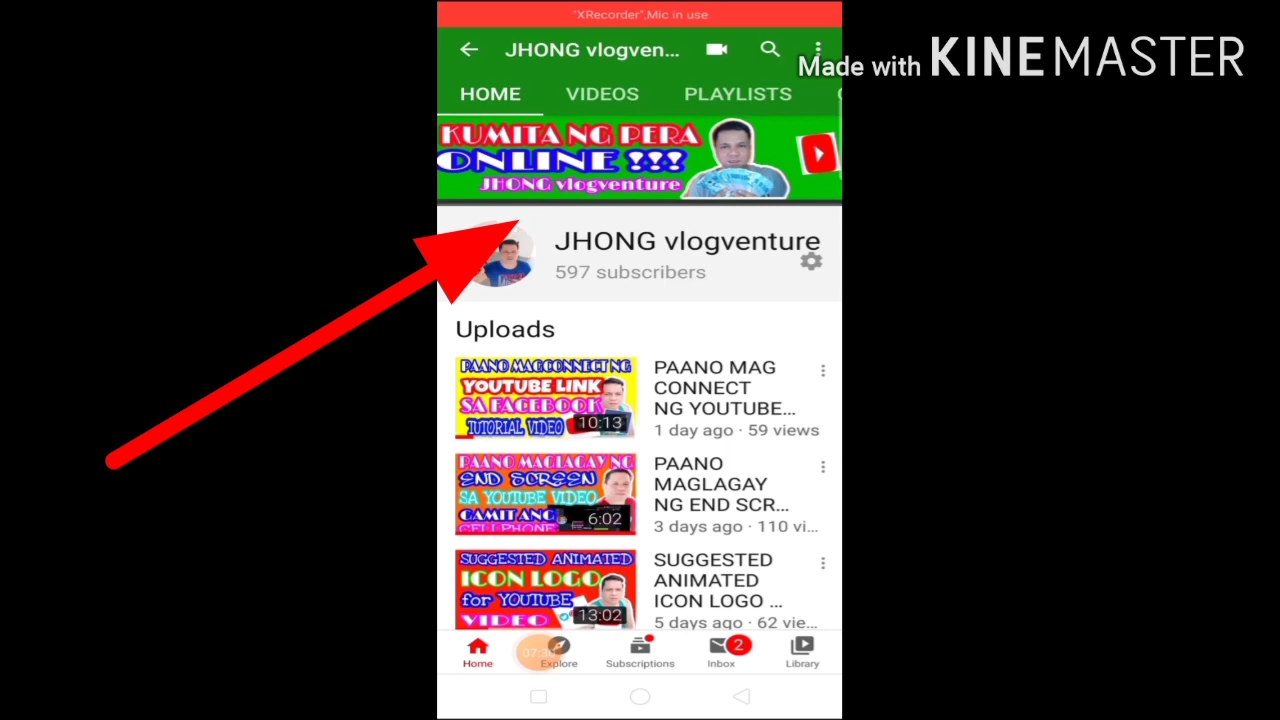 "XRecorder",Mic in use
JHONG vlogven...
Made with KINEMASTER
HOME VIDEOS PLAYLISTS
KUMITA NG PERA
ONLINE !!!
JHONG vlogventure
JHONG vlogventure
597 subscribers
Uploads
PAANO MAGCONNECT NG
YOUTUBE LINK
SA FACEBOOK
TUTORIAL VIDEO
10:13
PAANO MAG
CONNECT
NG YOUTUBE...
1 day ago · 59 views
PAANO MAGLAGAY NG
END SCREEN
SA YOUTUBE VIDEO
GAMIT ANG
CELLPHONE
6:02
PAANO
MAGLAGAY
NG END SCR...
3 days ago · 110 vi...
SUGGESTED ANIMATED
ICON LOGO
for YOUTUBE
VIDEO
13:02
SUGGESTED
ANIMATED
ICON LOGO ...
5 days ago · 62 vie...
2
Home Explore Subscriptions Inbox Library